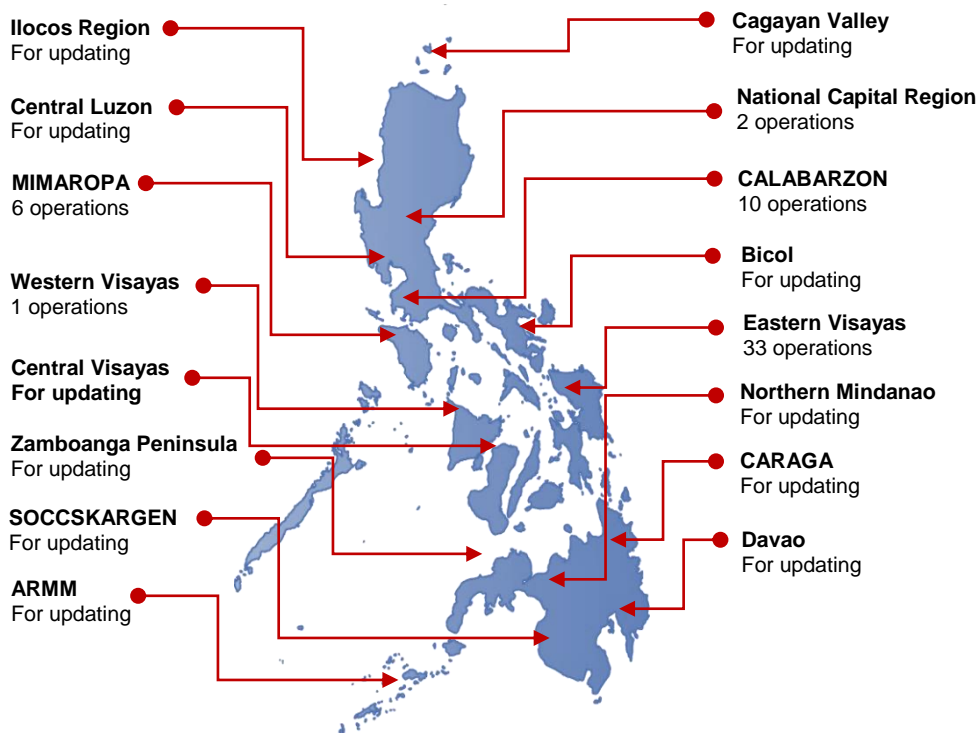 Ilocos Region
For updating
Central Luzon
For updating
MIMAROPA
6 operations
Western Visayas
1 operations
Central Visayas
For updating
Zamboanga Peninsula
For updating
SOCCSKARGEN
For updating
ARMM
For updating
Cagayan Valley
For updating
National Capital Region
2 operations
CALABARZON
10 operations
Bicol
For updating
Eastern Visayas
33 operations
Northern Mindanao
For updating
CARAGA
For updating
Davao
For updating